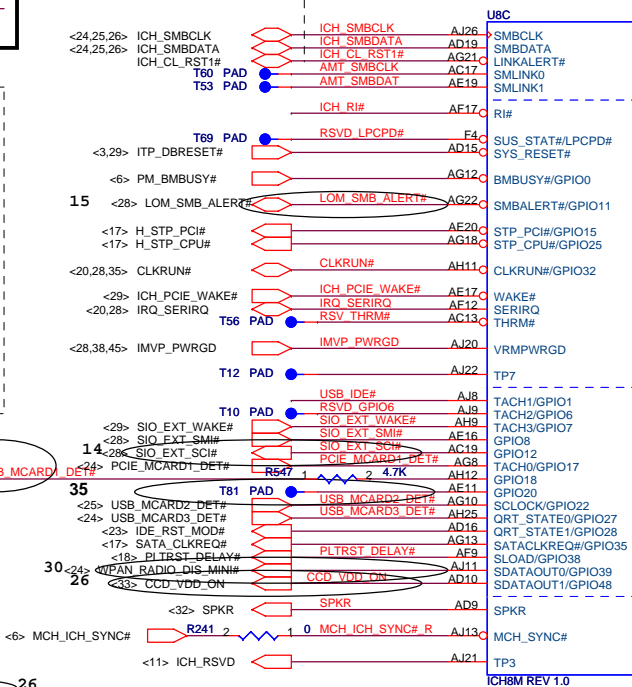 U8C
<24,25,26> ICH_SMBCLK ICH_SMBCLK AJ26 SMBCLK
<24,25,26> ICH_SMBDATA ICH_SMBDATA AD19 SMBDATA
ICH_CL_RST1# ICH_CL_RST1# AG21 LINKALERT#
T60 PAD AMT_SMBCLK AC17 SMLINK0
T53 PAD AMT_SMBDAT AE19 SMLINK1
ICH_RI# AF17 RI#
T69 PAD RSVD_LPCPD# F4 SUS_STAT#/LPCPD#
<3,29> ITP_DBRESET# AD15 SYS_RESET#
<6> PM_BMBUSY# AG12 BMBUSY#/GPIO0
15 <28> LOM_SMB_ALERT# LOM_SMB_ALERT# AG22 SMBALERT#/GPIO11
<17> H_STP_PCI# AE20 STP_PCI#/GPIO15
<17> H_STP_CPU# AG18 STP_CPU#/GPIO25
<20,28,35> CLKRUN# CLKRUN# AH11 CLKRUN#/GPIO32
<29> ICH_PCIE_WAKE# ICH_PCIE_WAKE# AE17 WAKE#
<20,28> IRQ_SERIRQ IRQ_SERIRQ AF12 SERIRQ
T56 PAD RSV_THRM# AC13 THRM#
<28,38,45> IMVP_PWRGD IMVP_PWRGD AJ20 VRMPWRGD
T12 PAD AJ22 TP7
USB_IDE# AJ8 TACH1/GPIO1
T10 PAD RSVD_GPIO6 AJ9 TACH2/GPIO6
<29> SIO_EXT_WAKE# SIO_EXT_WAKE# AH9 TACH3/GPIO7
<28> SIO_EXT_SMI# SIO_EXT_SMI# AE16 GPIO8
14 <28> SIO_EXT_SCI# SIO_EXT_SCI# AC19 GPIO12
<24> PCIE_MCARD1_DET# PCIE_MCARD1_DET# AG8 TACH0/GPIO17
B_MCARD1_DET# R547 1 2 4.7K AH12 GPIO18
35 T81 PAD AE11 GPIO20
<25> USB_MCARD2_DET# USB_MCARD2_DET# AG10 SCLOCK/GPIO22
<24> USB_MCARD3_DET# USB_MCARD3_DET# AH25 QRT_STATE0/GPIO27
<23> IDE_RST_MOD# AD16 QRT_STATE1/GPIO28
<17> SATA_CLKREQ# AG13 SATACLKREQ#/GPIO35
<18> PLTRST_DELAY# PLTRST_DELAY# AF9 SLOAD/GPIO38
30 <24> WPAN_RADIO_DIS_MINI# AJ11 SDATAOUT0/GPIO39
26 <33> CCD_VDD_ON CCD_VDD_ON AD10 SDATAOUT1/GPIO48
<32> SPKR SPKR AD9 SPKR
<6> MCH_ICH_SYNC# R241 2 1 0 MCH_ICH_SYNC#_R AJ13 MCH_SYNC#
<11> ICH_RSVD AJ21 TP3
26 ICH8M REV 1.0